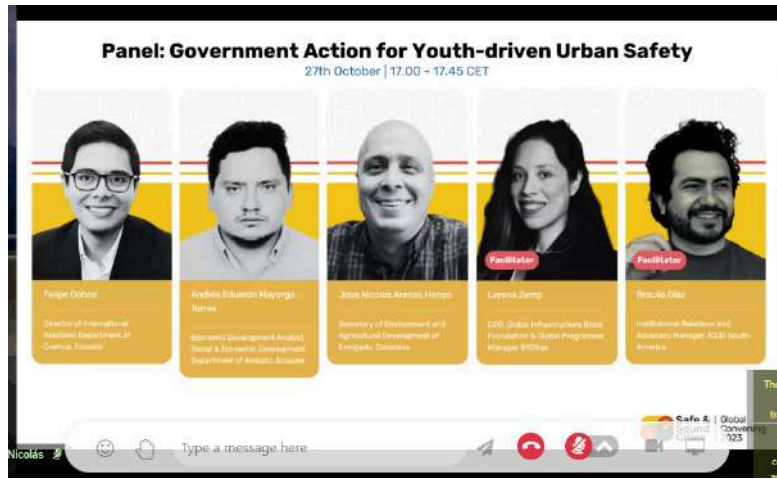 Panel: Government Action for Youth-driven Urban Safety
27th October | 17.00 - 17.45 CET
Facilitator
Facilitator
Felipe Ochoa
Director of International
Relations Department of
Cuenca, Ecuador
Andrés Eduardo Mayorga
Torres
Economic Development Analyst,
Social & Economic Development
Department of Ambato, Ecuador
Jose Nicolas Arenas Henao
Secretary of Environment and
Agricultural Development of
Envigado, Colombia
Lorena Zemp
COO, Global Infrastructure Basel
Foundation & Global Programme
Manager
Braulio Díaz
Institutional Relations and
Advocacy Manager, ICLEI South
America
Safe &
Sound
Cities
Global
Convening
2023
Nicolás
Type a message here